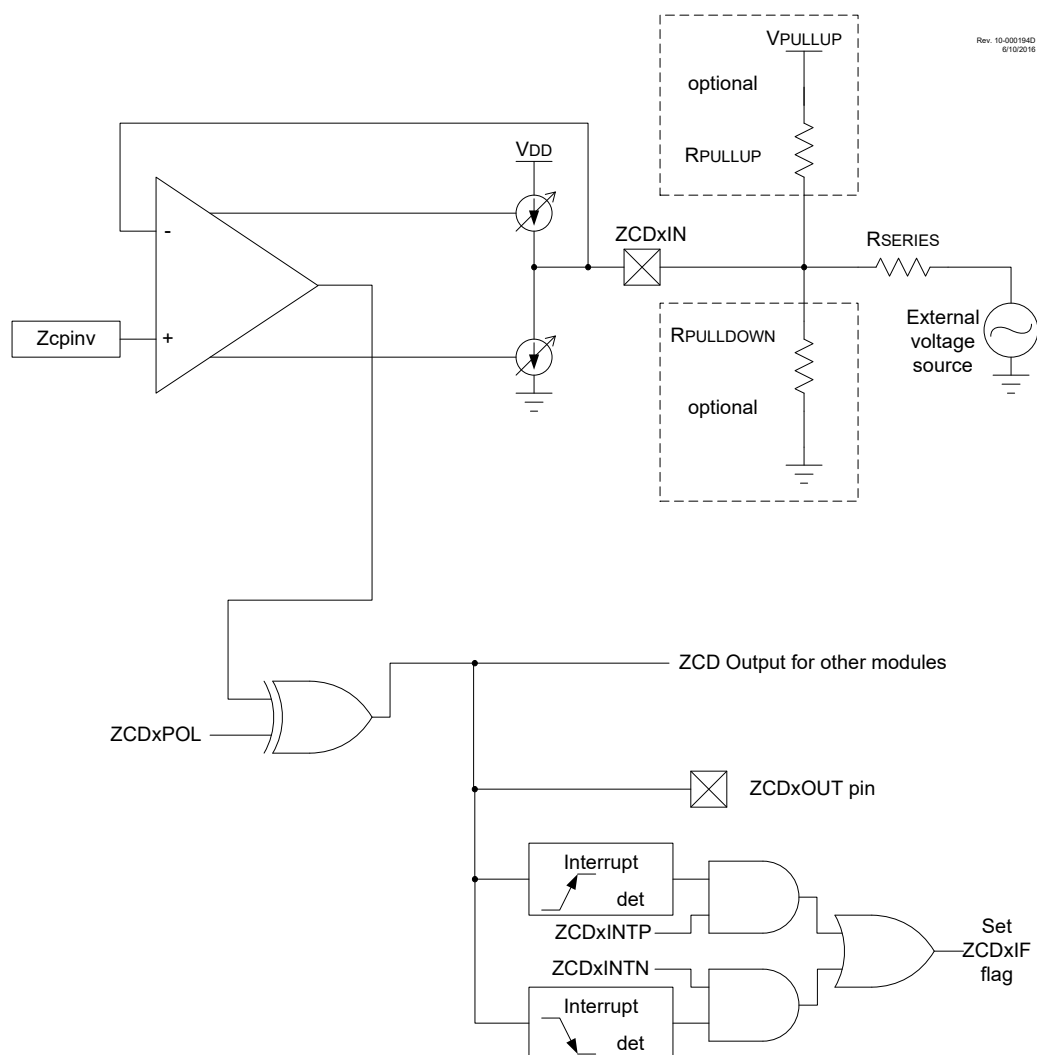 VPULLUP
Rev. 10-000194D
6/10/2016
optional
VDD
RPULLUP
-
ZCDxIN
RSERIES
Zcpinv
+
RPULLDOWN
External
voltage
source
optional
ZCD Output for other modules
ZCDxPOL
ZCDxOUT pin
Interrupt
det
ZCDxINTP
Set
ZCDxIF
flag
ZCDxINTN
Interrupt
det